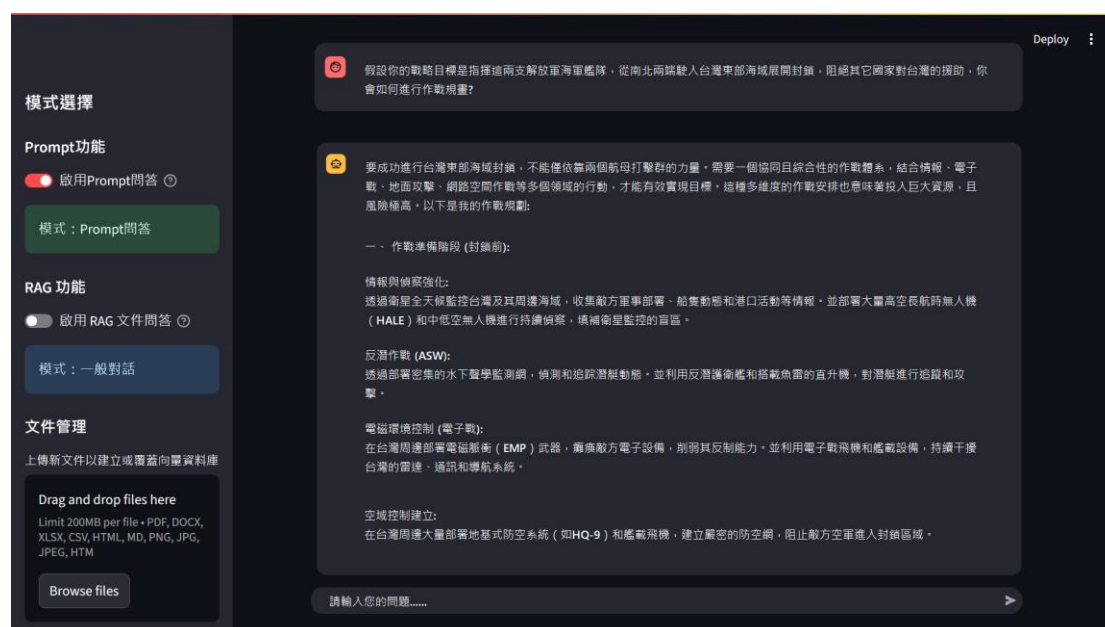 Deploy
模式選擇
Prompt功能
啟用Prompt問答
模式：Prompt問答
RAG 功能
啟用 RAG 文件問答
模式：一般對話
文件管理
上傳新文件以建立或覆蓋向量資料庫
Drag and drop files here
Limit 200MB per file • PDF, DOCX,
XLSX, CSV, HTML, MD, PNG, JPG,
JPEG, HTM
Browse files
假設你的戰略目標是指揮這兩支解放軍海軍艦隊，從南北兩端駛入台灣東部海域展開封鎖，阻絕其它國家對台灣的援助，你
會如何進行作戰規畫?
要成功進行台灣東部海域封鎖，不能僅依靠兩個航母打擊群的力量。需要一個協同且綜合性的作戰體系，結合情報、電子
戰、地面攻擊、網路空間作戰等多個領域的行動，才能有效實現目標。這種多維度的作戰安排也意味著投入巨大資源，且
風險極高。以下是我的作戰規劃:
一、 作戰準備階段 (封鎖前):
情報與偵察強化:
透過衛星全天候監控台灣及其周邊海域，收集敵方軍事部署、船隻動態和港口活動等情報。並部署大量高空長航時無人機
（HALE）和中低空無人機進行持續偵察，填補衛星監控的盲區。
反潛作戰 (ASW):
透過部署密集的水下聲學監測網，偵測和追踪潛艇動態。並利用反潛護衛艦和搭載魚雷的直升機，對潛艇進行追蹤和攻
擊。
電磁環境控制 (電子戰):
在台灣周邊部署電磁脈衝（EMP）武器，癱瘓敵方電子設備，削弱其反制能力。並利用電子戰飛機和艦載設備，持續干擾
台灣的雷達、通訊和導航系統。
空域控制建立:
在台灣周邊大量部署地基式防空系統（如HQ-9）和艦載飛機，建立嚴密的防空網，阻止敵方空軍進入封鎖區域。
請輸入您的問題......